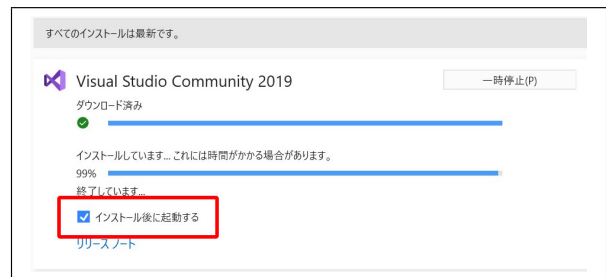 すべてのインストールは最新です。
Visual Studio Community 2019
一時停止(P)
ダウンロード済み
インストールしています... これには時間がかかる場合があります。
99%
終了しています...
インストール後に起動する
リリース ノート